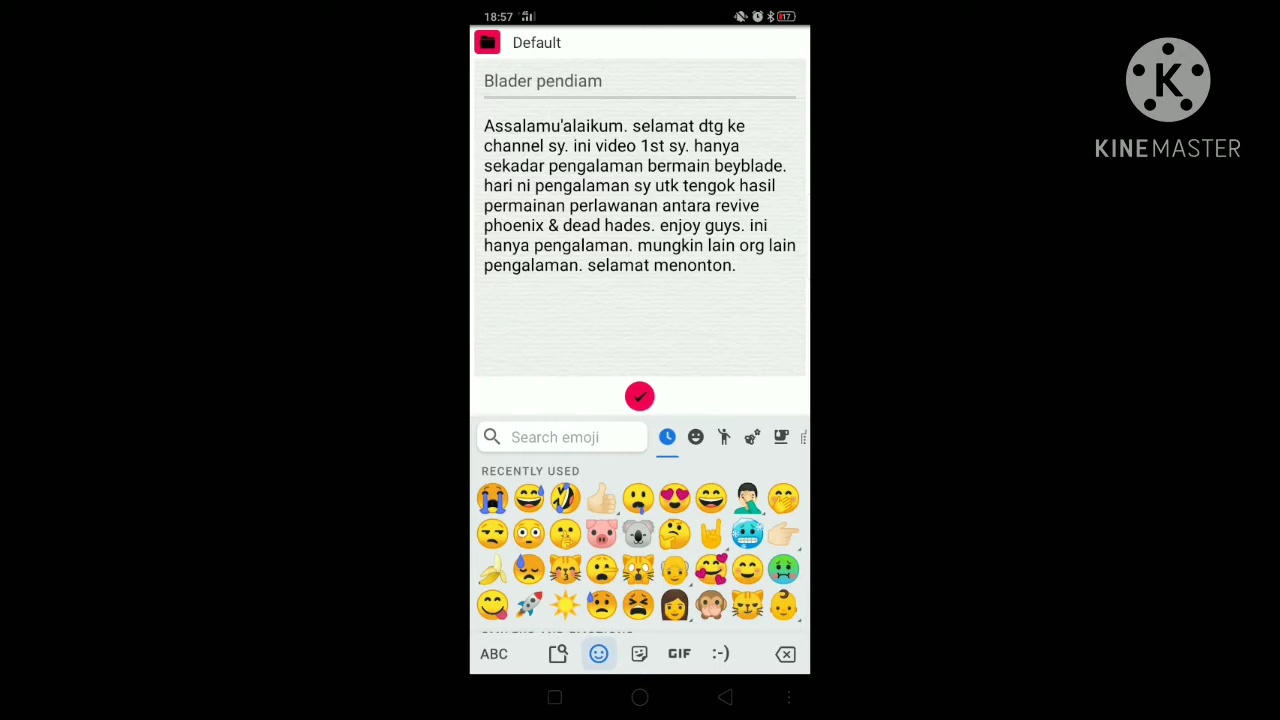 18:57
17
Default
Blader pendiam
Assalamu'alaikum. selamat dtg ke
channel sy. ini video 1st sy. hanya
sekadar pengalaman bermain beyblade.
hari ni pengalaman sy utk tengok hasil
permainan perlawanan antara revive
phoenix & dead hades. enjoy guys. ini
hanya pengalaman. mungkin lain org lain
pengalaman. selamat menonton.
Search emoji
RECENTLY USED
ABC
GIF
:-)
K
KINEMASTER